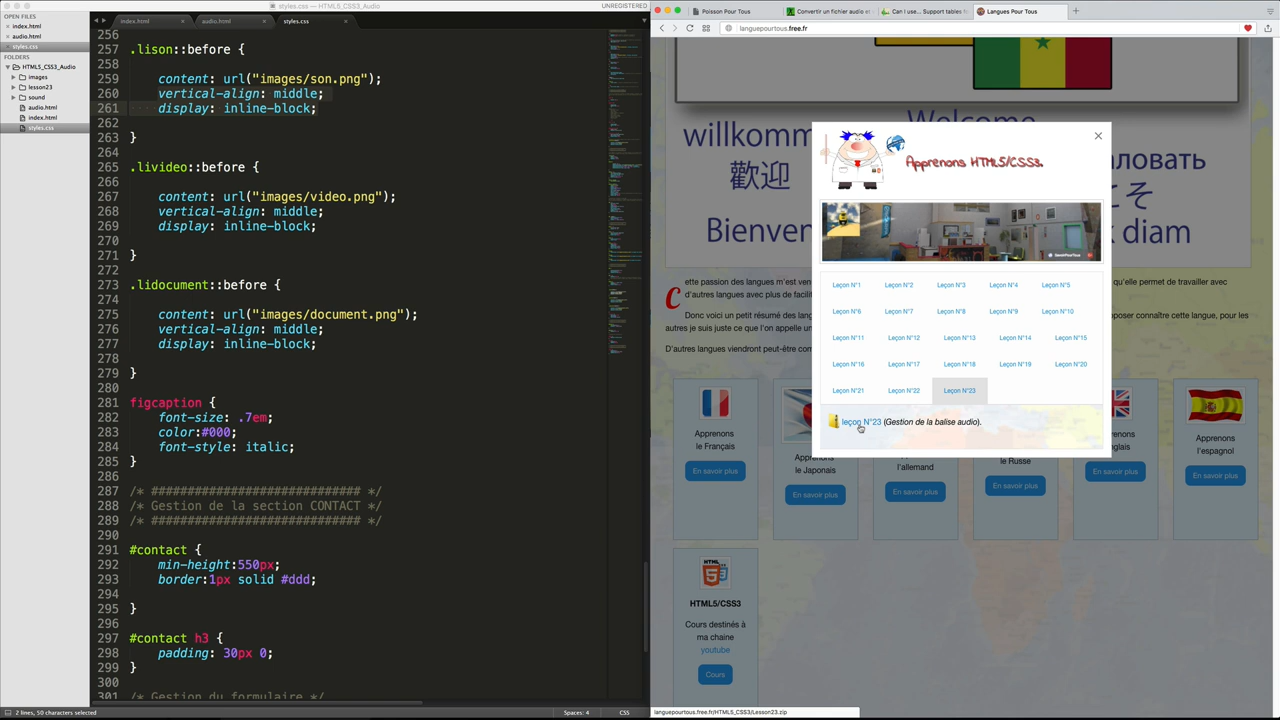 styles.css — HTML5_CSS3_Audio
UNREGISTERED
OPEN FILES
index.html
audio.html
styles.css
FOLDERS
HTML5_CSS3_Audio
images
lesson23
sound
audio.html
index.html
styles.css
index.html
audio.html
styles.css
256
257 .lison::before {
258
259 content: url("images/son.png");
260 vertical-align: middle;
261 display: inline-block;
262
263 }
264
265 .livideo::before {
266
267 content: url("images/video.png");
268 vertical-align: middle;
269 display: inline-block;
270
271 }
272
273 .lidocument::before {
274
275 content: url("images/document.png");
276 vertical-align: middle;
277 display: inline-block;
278
279 }
280
281 figcaption {
282 font-size: .7em;
283 color:#000;
284 font-style: italic;
285 }
286
287 /* ############################# */
288 /* Gestion de la section CONTACT */
289 /* ############################# */
290
291 #contact {
292 min-height:550px;
293 border:1px solid #ddd;
294
295 }
296
297 #contact h3 {
298 padding: 30px 0;
299 }
300
301 /* Gestion du formulaire */
2 lines, 50 characters selected
Spaces: 4
CSS
Poisson Pour Tous
Convertir un fichier audio e
Can I use... Support tables f
Langues Pour Tous
languepourtous.free.fr
willkomm
Welcome
歡迎
Bienven
аловать
こそ
k diam
Apprenons HTML5/CSS3.
SavoirPourTous
Leçon N°1 Leçon N°2 Leçon N°3 Leçon N°4 Leçon N°5
Leçon N°6 Leçon N°7 Leçon N°8 Leçon N°9 Leçon N°10
Leçon N°11 Leçon N°12 Leçon N°13 Leçon N°14 Leçon N°15
Leçon N°16 Leçon N°17 Leçon N°18 Leçon N°19 Leçon N°20
Leçon N°21 Leçon N°22 Leçon N°23
leçon N°23 (Gestion de la balise audio).
Cette passion des langues m'est ven
qu'elle permet de travailler avec
d'autres langues avec plus de facilit
Donc voici un petit résumé des lang
poser connaître cette langue, pour les
autres je suis juste ce que l'on appelle un
D'autres langues viendront peut-être com
Apprenons
le Français
En savoir plus
Apprenons
le Japonais
En savoir plus
l'allemand
En savoir plus
le Russe
En savoir plus
crenons
nglais
En savoir plus
Apprenons
l'espagnol
En savoir plus
HTML
HTML5/CSS3
Cours destinés à
ma chaine
youtube
Cours
languepourtous.free.fr/HTML5_CSS3/Lesson23.zip